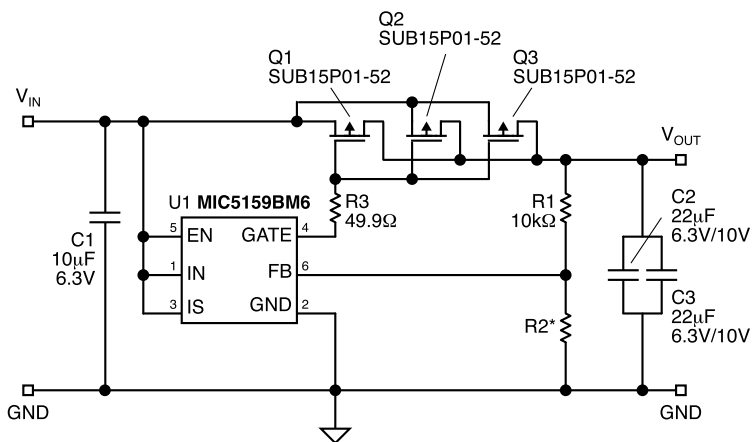 Q2
SUB15P01-52
Q1
SUB15P01-52
Q3
SUB15P01-52
VIN
VOUT
U1 MIC5159BM6
R3
49.9Ω
R1
10kΩ
C2
22µF
6.3V/10V
C1
10µF
6.3V
5
EN
GATE
4
1
IN
FB
6
3
IS
GND
2
R2*
C3
22µF
6.3V/10V
GND
GND